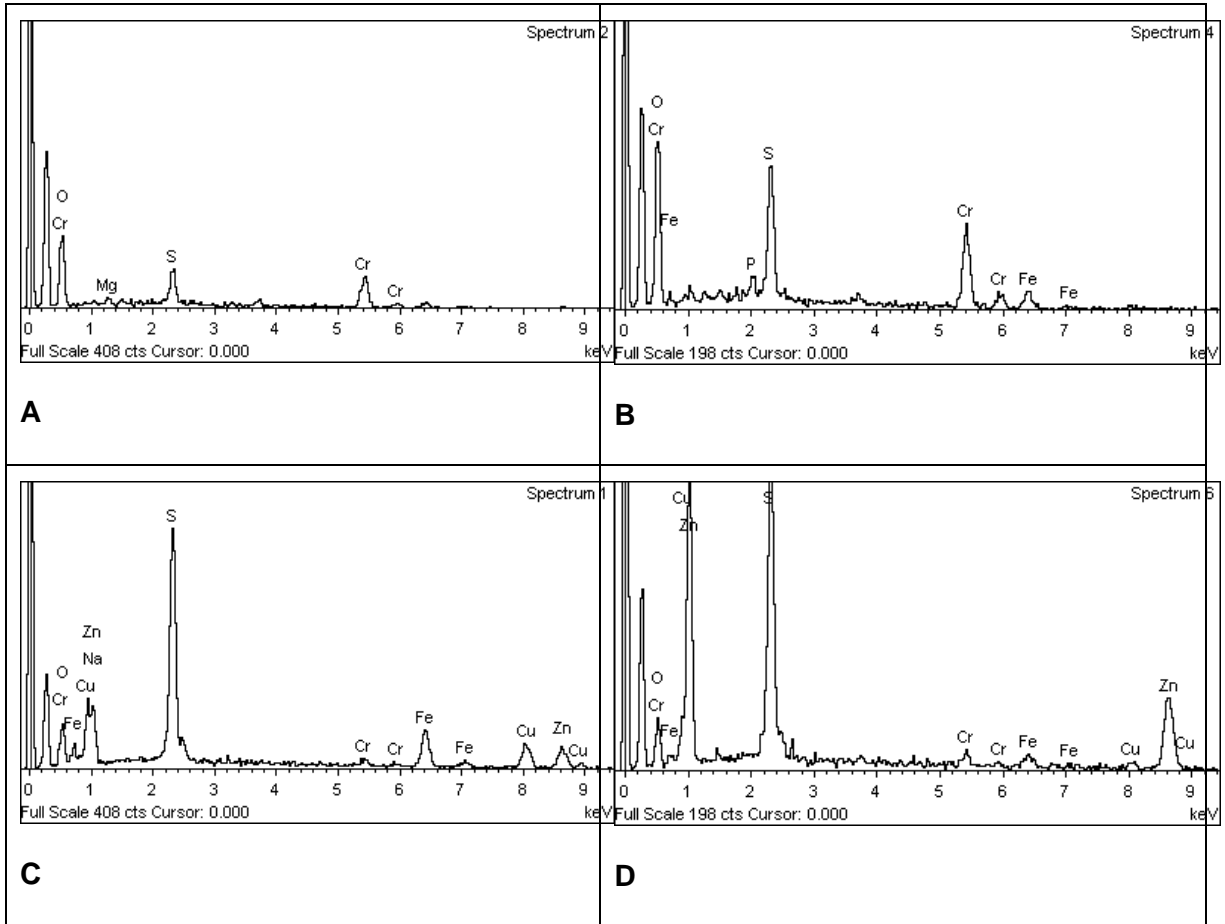 Spectrum 2
O
Cr
Mg
S
Cr
Cr
0 1 2 3 4 5 6 7 8 9
Full Scale 408 cts Cursor: 0.000 keV
A
Spectrum 4
O
Cr
Fe
P
S
Cr
Cr
Fe
Fe
0 1 2 3 4 5 6 7 8 9
Full Scale 198 cts Cursor: 0.000 keV
B
Spectrum 1
S
Zn
Na
O
Cu
Cr
Fe
Cr
Cr
Fe
Fe
Cu
Zn
Cu
0 1 2 3 4 5 6 7 8 9
Full Scale 408 cts Cursor: 0.000 keV
C
Spectrum 6
Cu
Zn
S
O
Cr
Fe
Cr
Cr
Fe
Fe
Cu
Zn
Cu
0 1 2 3 4 5 6 7 8 9
Full Scale 198 cts Cursor: 0.000 keV
D